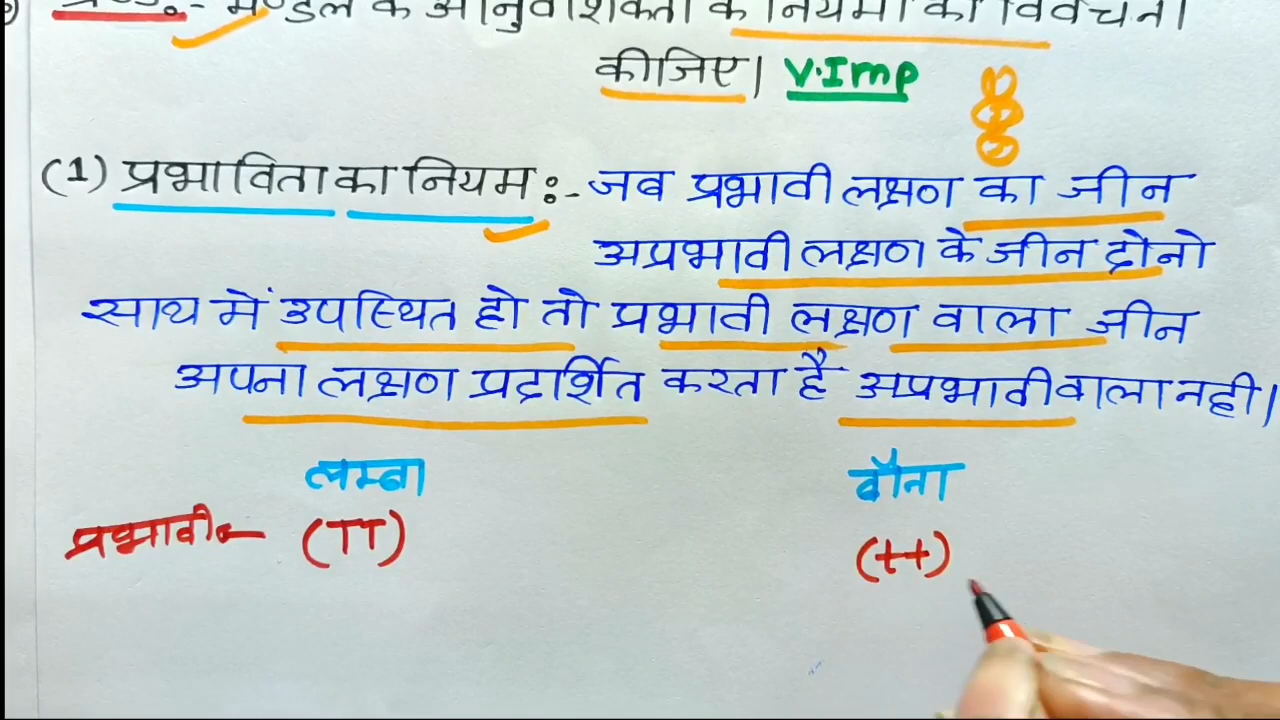 प्रश्न:- मेण्डल के आनुवंशिकता के नियमों की विवेचना
कीजिए। V.Imp
(1) प्रभाविता का नियम :- जब प्रभावी लक्षण का जीन
अप्रभावी लक्षण के जीन दोनो
साथ में उपस्थित हो तो प्रभावी लक्षण वाला जीन
अपना लक्षण प्रदर्शित करता है अप्रभावी वाला नही।
लम्बा बौना
प्रभावी← (TT) (tt)